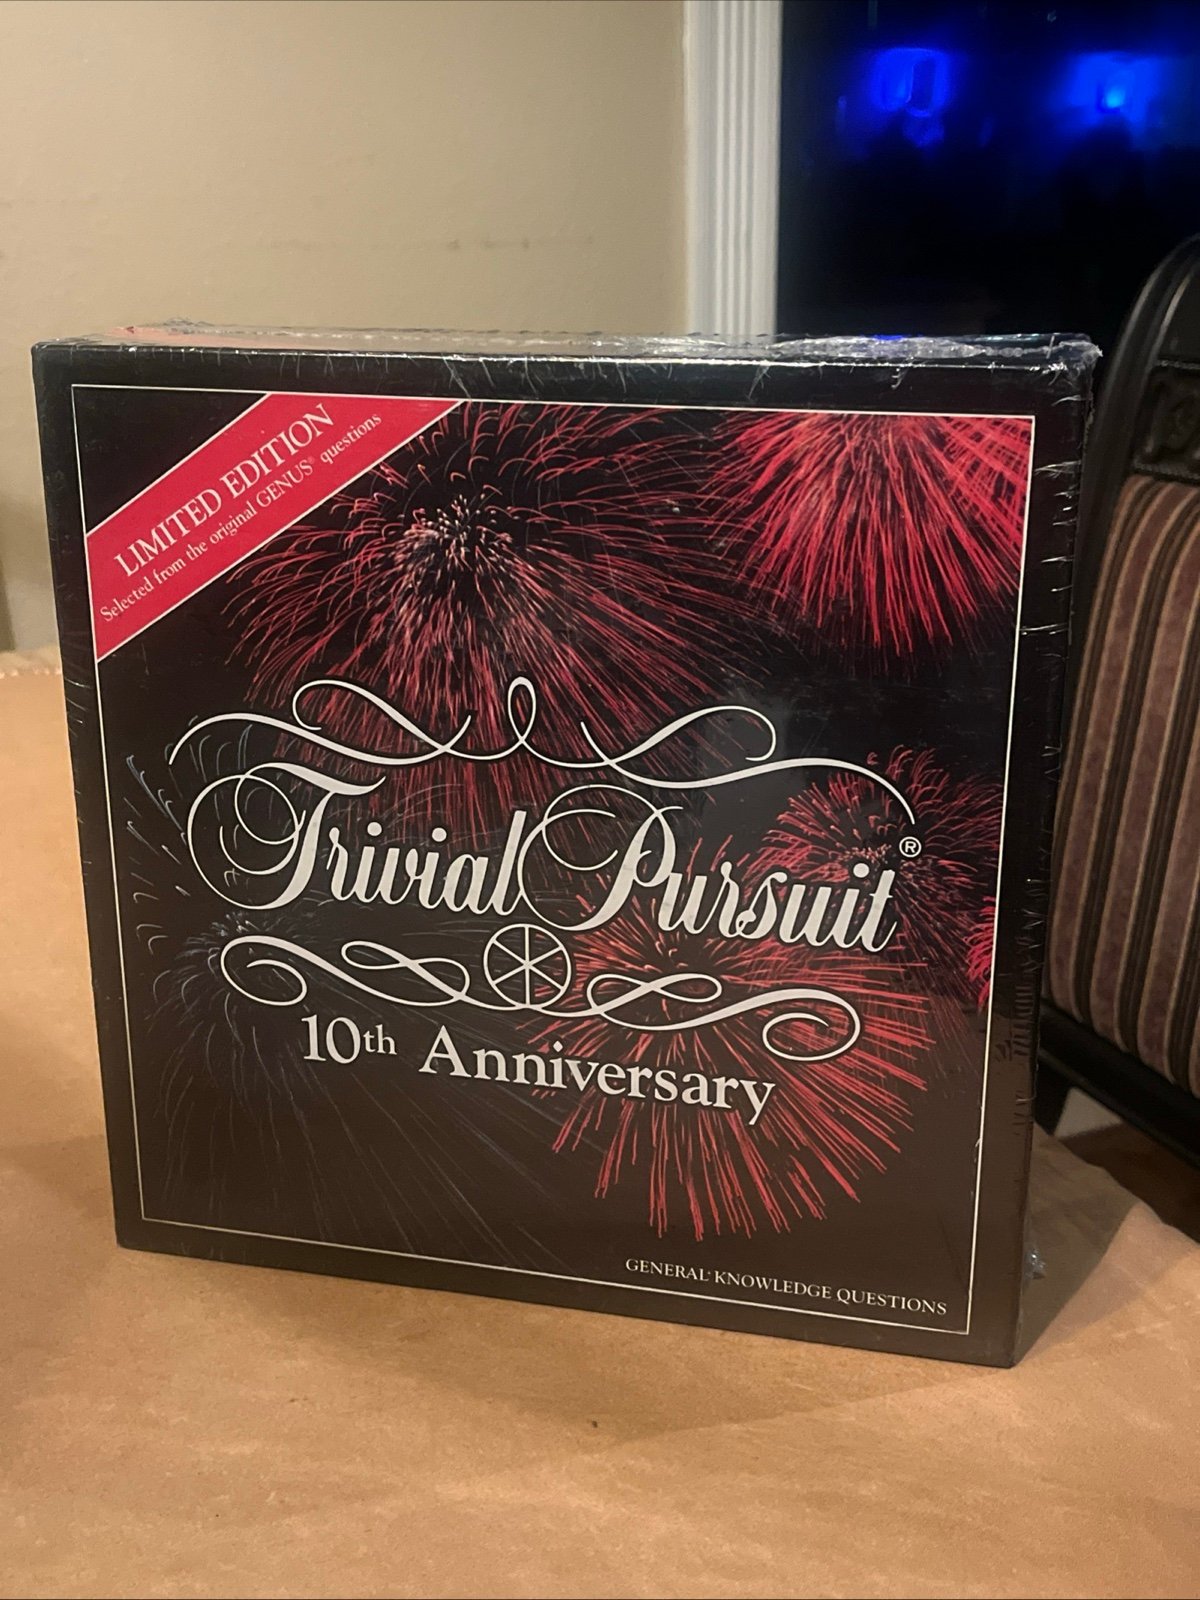 LIMITED EDITION
Selected from the original GENUS® questions
Trivial Pursuit®
10th Anniversary
GENERAL KNOWLEDGE QUESTIONS